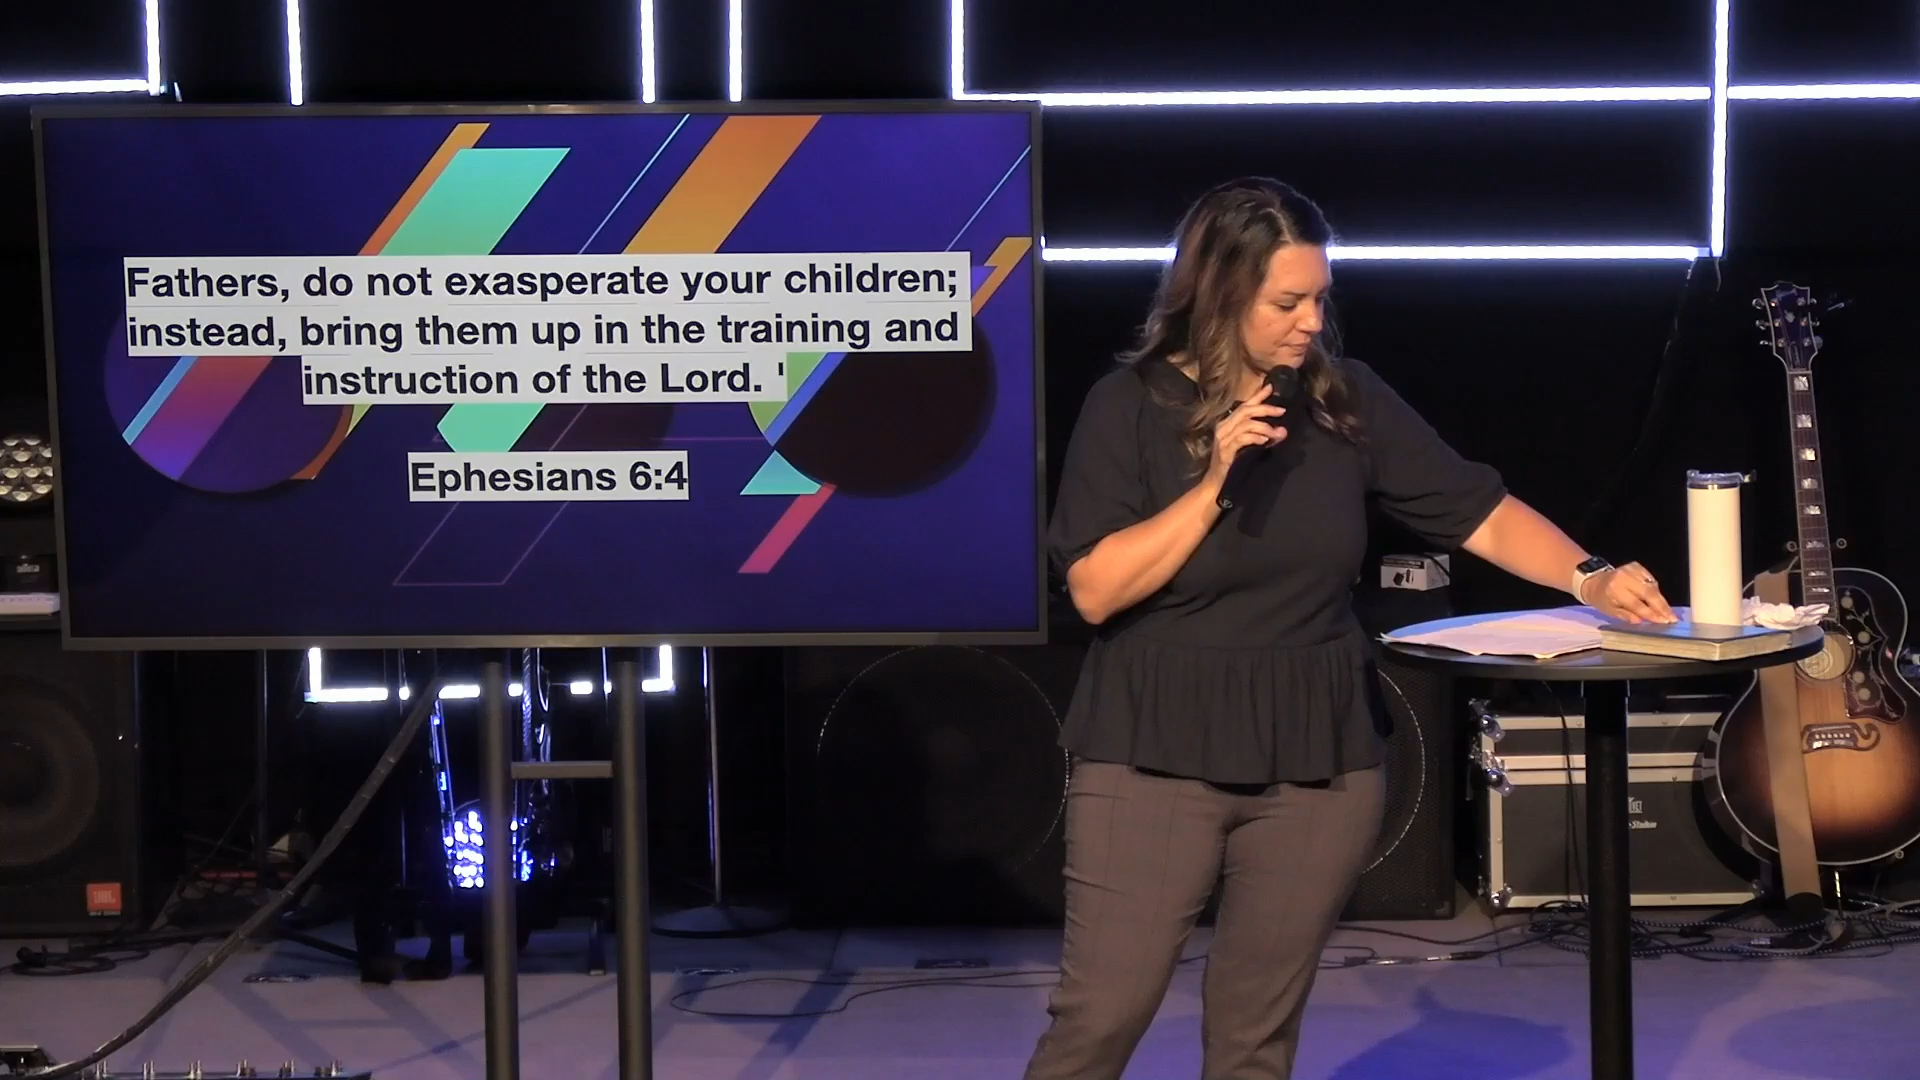 Fathers, do not exasperate your children;
instead, bring them up in the training and
instruction of the Lord. '
Ephesians 6:4
JBL